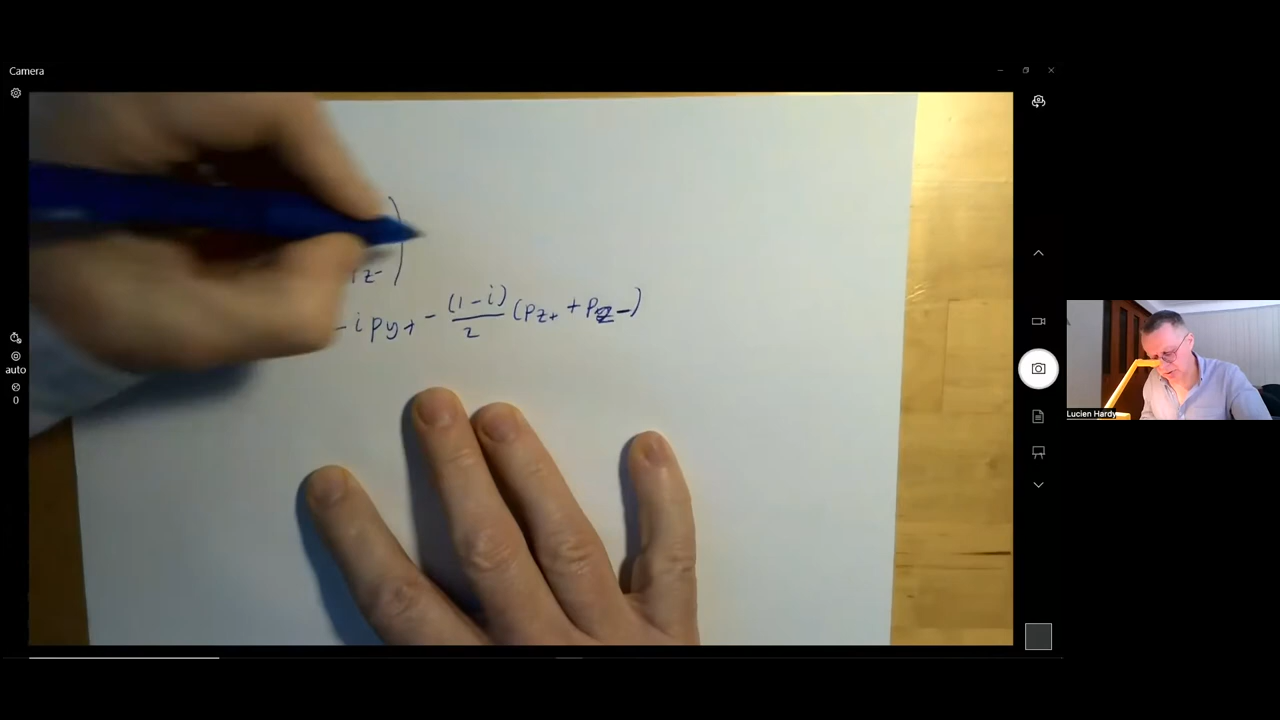 Camera
z-
- i py+ - (1-i)/2 (pz+ + pz-)
auto
0
Lucien Hardy